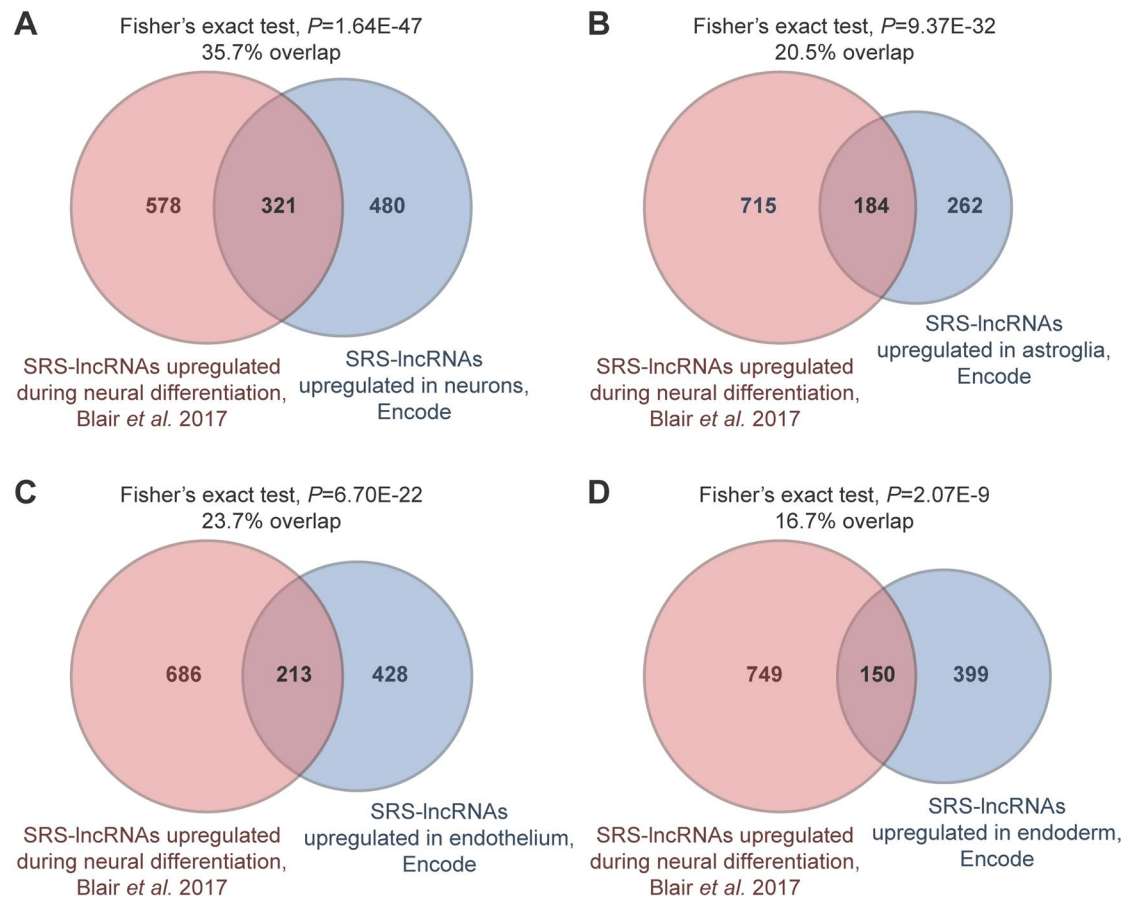 A
Fisher’s exact test, P=1.64E-47
35.7% overlap
578
321
480
SRS-lncRNAs upregulated
during neural differentiation,
Blair et al. 2017
SRS-lncRNAs
upregulated in neurons,
Encode
B
Fisher’s exact test, P=9.37E-32
20.5% overlap
715
184
262
SRS-lncRNAs upregulated
during neural differentiation,
Blair et al. 2017
SRS-lncRNAs
upregulated in astroglia,
Encode
C
Fisher’s exact test, P=6.70E-22
23.7% overlap
686
213
428
SRS-lncRNAs upregulated
during neural differentiation,
Blair et al. 2017
SRS-lncRNAs
upregulated in endothelium,
Encode
D
Fisher’s exact test, P=2.07E-9
16.7% overlap
749
150
399
SRS-lncRNAs upregulated
during neural differentiation,
Blair et al. 2017
SRS-lncRNAs
upregulated in endoderm,
Encode